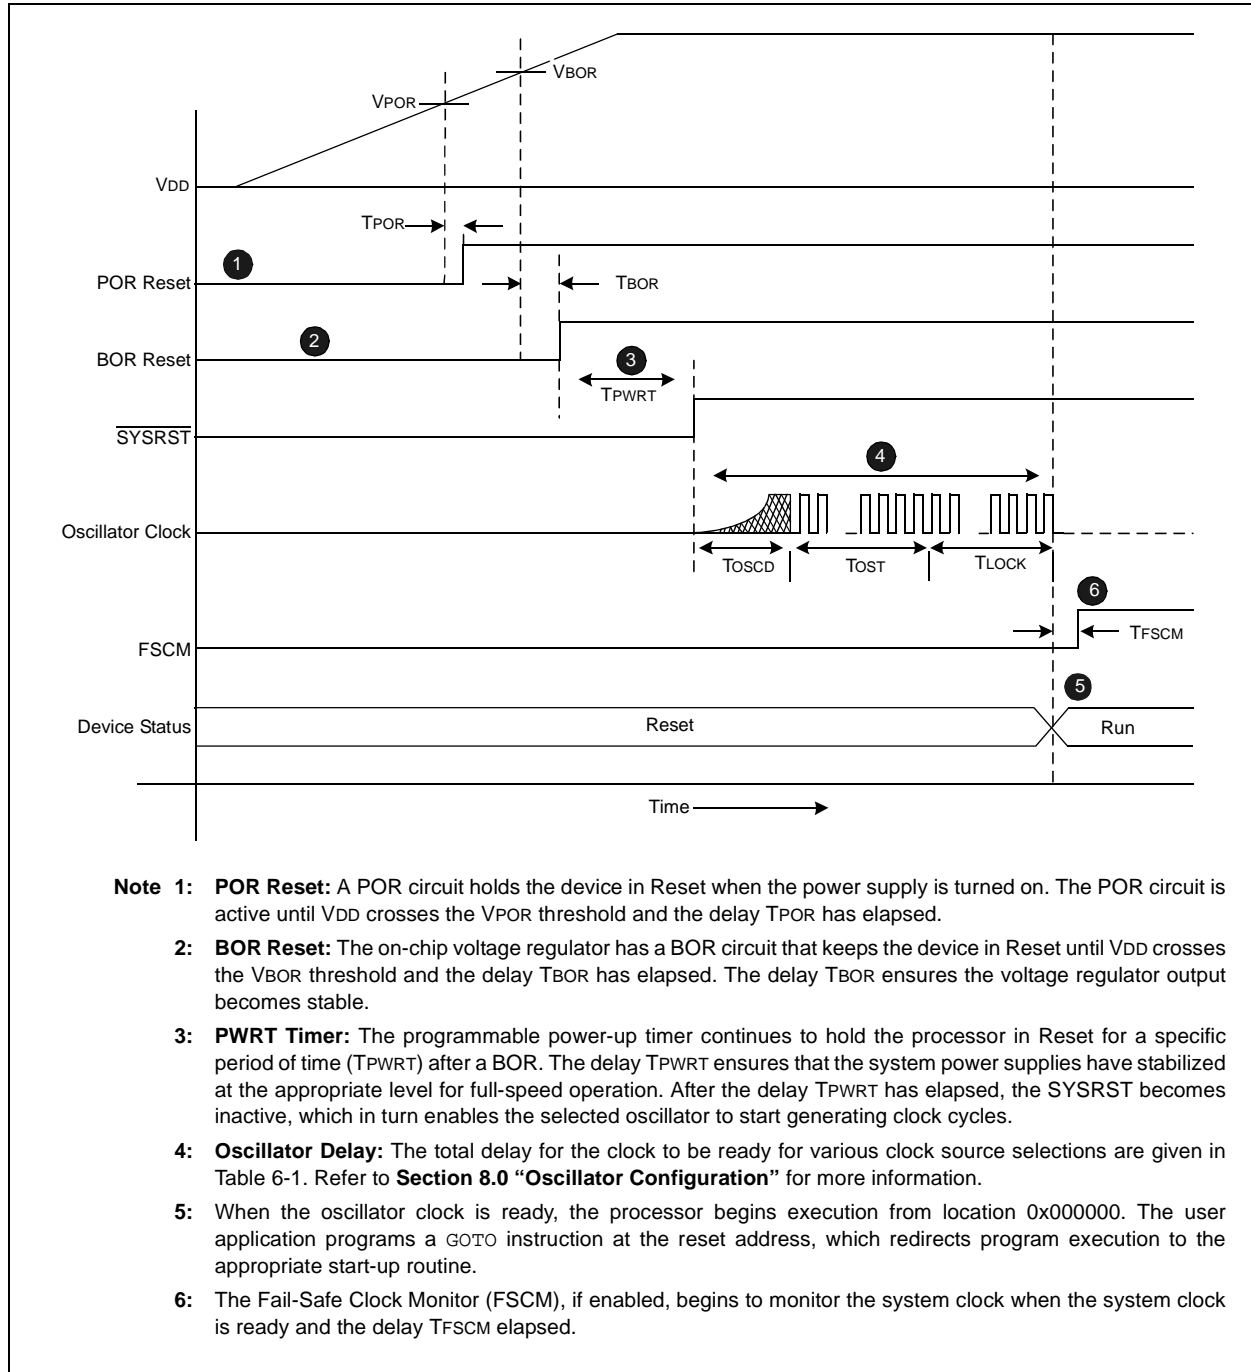 VBOR
VPOR
VDD
TPOR
1
POR Reset
TBOR
2
BOR Reset
3
TPWRT
SYSRST
4
Oscillator Clock
TOSCD
TOST
TLOCK
6
TFSCM
FSCM
5
Device Status
Reset
Run
Time
Note 1: POR Reset: A POR circuit holds the device in Reset when the power supply is turned on. The POR circuit is
active until VDD crosses the VPOR threshold and the delay TPOR has elapsed.
2: BOR Reset: The on-chip voltage regulator has a BOR circuit that keeps the device in Reset until VDD crosses
the VBOR threshold and the delay TBOR has elapsed. The delay TBOR ensures the voltage regulator output
becomes stable.
3: PWRT Timer: The programmable power-up timer continues to hold the processor in Reset for a specific
period of time (TPWRT) after a BOR. The delay TPWRT ensures that the system power supplies have stabilized
at the appropriate level for full-speed operation. After the delay TPWRT has elapsed, the SYSRST becomes
inactive, which in turn enables the selected oscillator to start generating clock cycles.
4: Oscillator Delay: The total delay for the clock to be ready for various clock source selections are given in
Table 6-1. Refer to Section 8.0 “Oscillator Configuration” for more information.
5: When the oscillator clock is ready, the processor begins execution from location 0x000000. The user
application programs a GOTO instruction at the reset address, which redirects program execution to the
appropriate start-up routine.
6: The Fail-Safe Clock Monitor (FSCM), if enabled, begins to monitor the system clock when the system clock
is ready and the delay TFSCM elapsed.